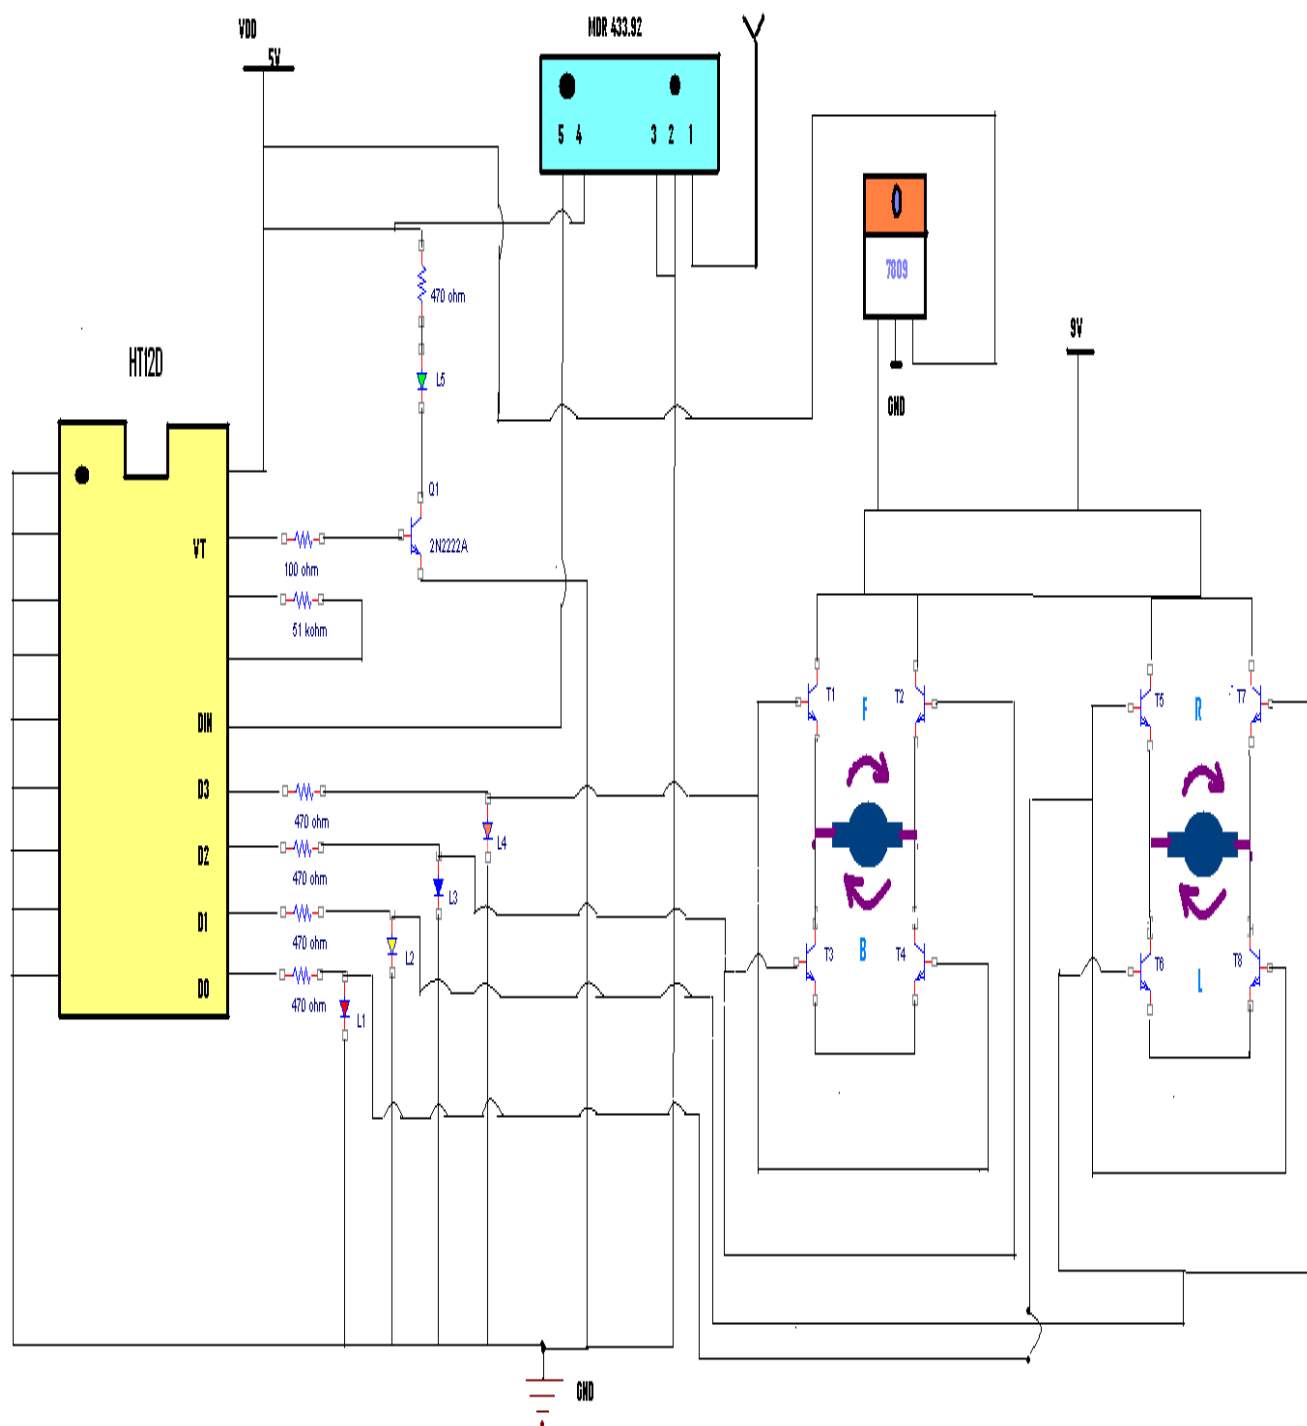 VDD
5V
MDR 433.92
5 4 3 2 1
7809
GND
9V
470 ohm
L5
HT12D
Q1
2N2222A
VT
100 ohm
51 kohm
DIN
D3
470 ohm
L4
D2
470 ohm
L3
D1
470 ohm
L2
D0
470 ohm
L1
T1
F
T2
T5
R
T7
T3
B
T4
T6
L
T8
GND